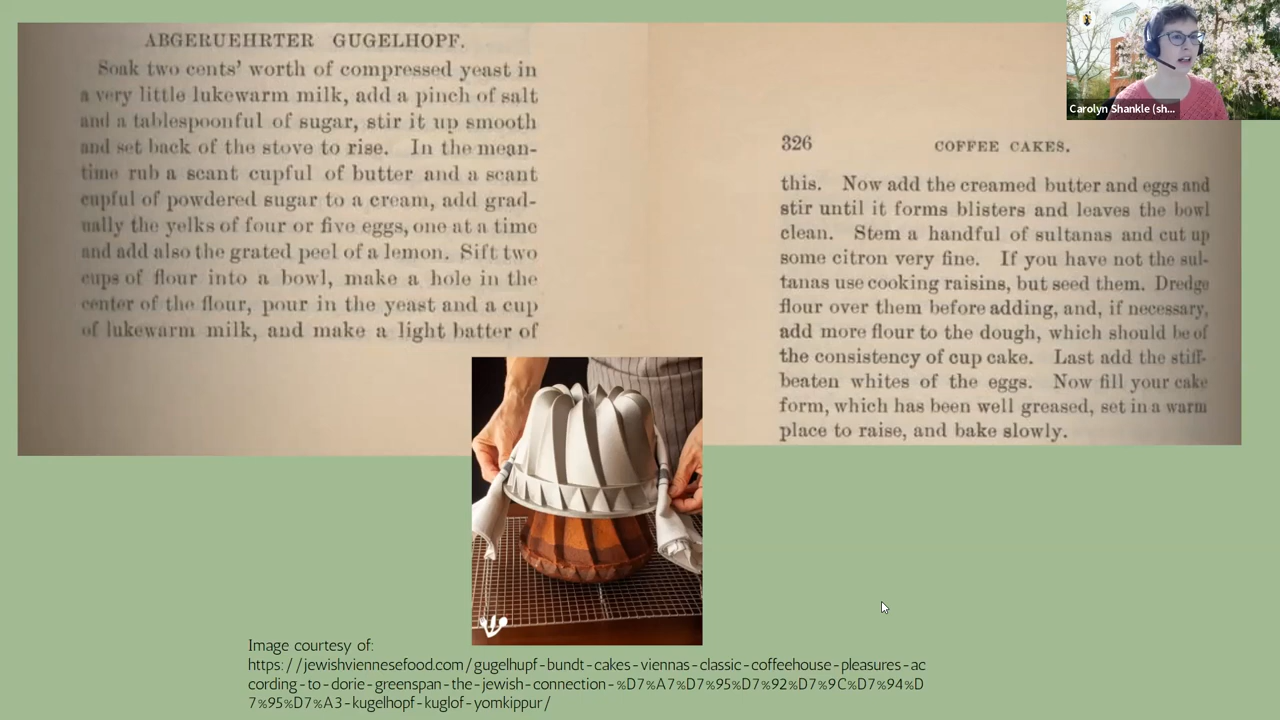 ABGERUEHRTER GUGELHOPF.
Soak two cents' worth of compressed yeast in
a very little lukewarm milk, add a pinch of salt
and a tablespoonful of sugar, stir it up smooth
and set back of the stove to rise. In the mean-
time rub a scant cupful of butter and a scant
cupful of powdered sugar to a cream, add grad-
ually the yelks of four or five eggs, one at a time
and add also the grated peel of a lemon. Sift two
cups of flour into a bowl, make a hole in the
center of the flour, pour in the yeast and a cup
of lukewarm milk, and make a light batter of
326 COFFEE CAKES.
this. Now add the creamed butter and eggs and
stir until it forms blisters and leaves the bowl
clean. Stem a handful of sultanas and cut up
some citron very fine. If you have not the sul-
tanas use cooking raisins, but seed them. Dredge
flour over them before adding, and, if necessary,
add more flour to the dough, which should be of
the consistency of cup cake. Last add the stiff-
beaten whites of the eggs. Now fill your cake
form, which has been well greased, set in a warm
place to raise, and bake slowly.
Carolyn Shankle (sh...
Image courtesy of:
https://jewishviennesefood.com/gugelhupf-bundt-cakes-viennas-classic-coffeehouse-pleasures-ac
cording-to-dorie-greenspan-the-jewish-connection-%D7%A7%D7%95%D7%92%D7%9C%D7%94%D
7%95%D7%A3-kugelhopf-kuglof-yomkippur/